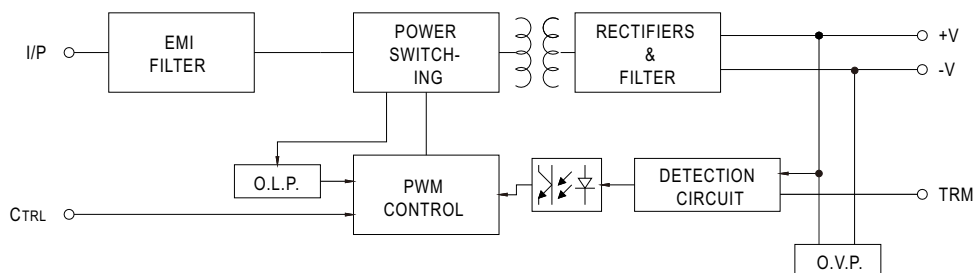 I/P
EMI
FILTER
POWER
SWITCH-
ING
RECTIFIERS
&
FILTER
+V
-V
O.L.P.
PWM
CONTROL
DETECTION
CIRCUIT
TRM
CTRL
O.V.P.